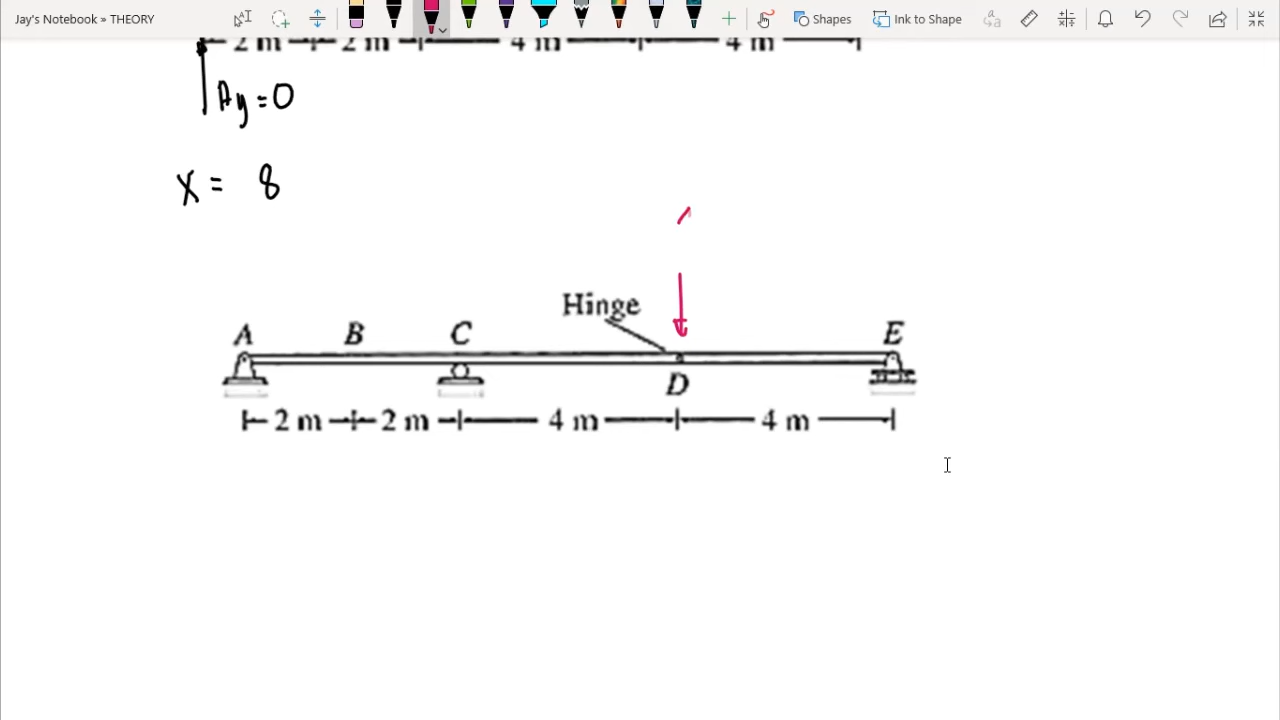 Jay's Notebook » THEORY
Shapes
Ink to Shape
2 m 2 m 4 m 4 m
Ay=0
X = 8
Hinge
A B C E
D
2 m 2 m 4 m 4 m